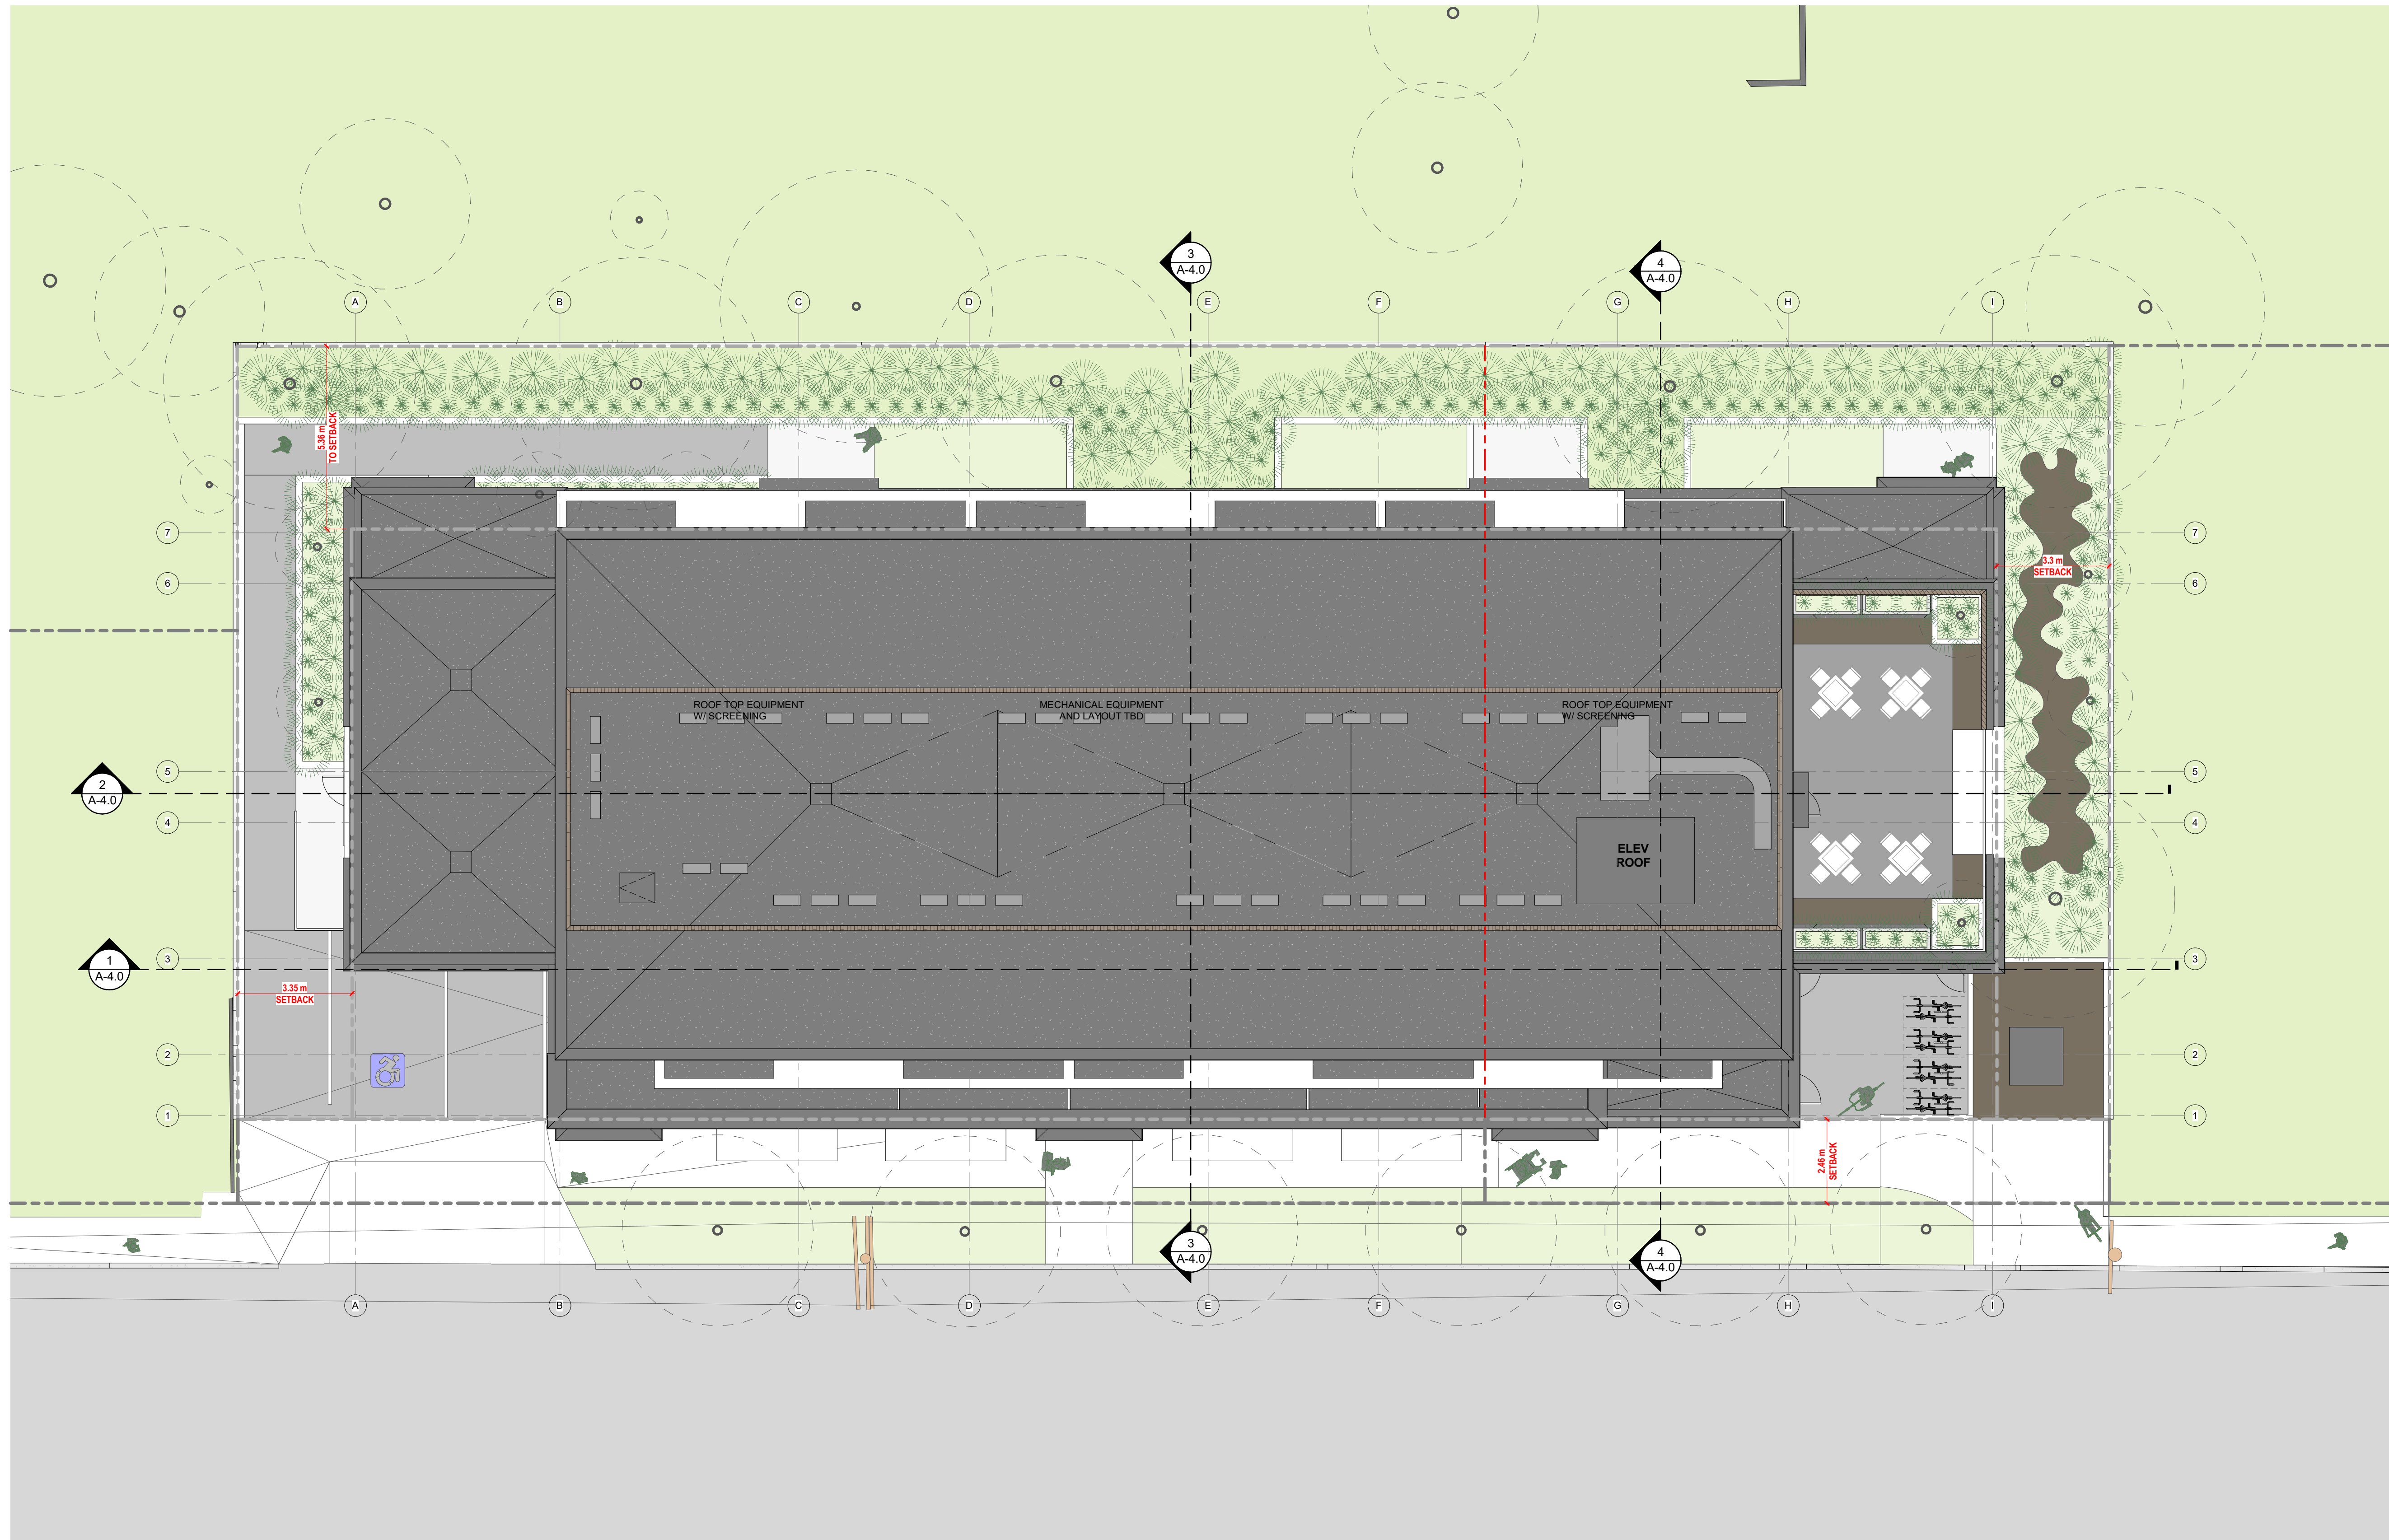 3
A-4.0
4
A-4.0
A
B
C
D
E
F
G
H
I
5.36 m
TO SETBACK
7
7
3.3 m
SETBACK
6
6
ROOF TOP EQUIPMENT
W/ SCREENING
MECHANICAL EQUIPMENT
AND LAYOUT TBD
ROOF TOP EQUIPMENT
W/ SCREENING
5
5
2
A-4.0
4
4
ELEV
ROOF
3
3
1
A-4.0
3.35 m
SETBACK
2
2
1
1
2.46 m
SETBACK
3
A-4.0
4
A-4.0
A
B
C
D
E
F
G
H
I